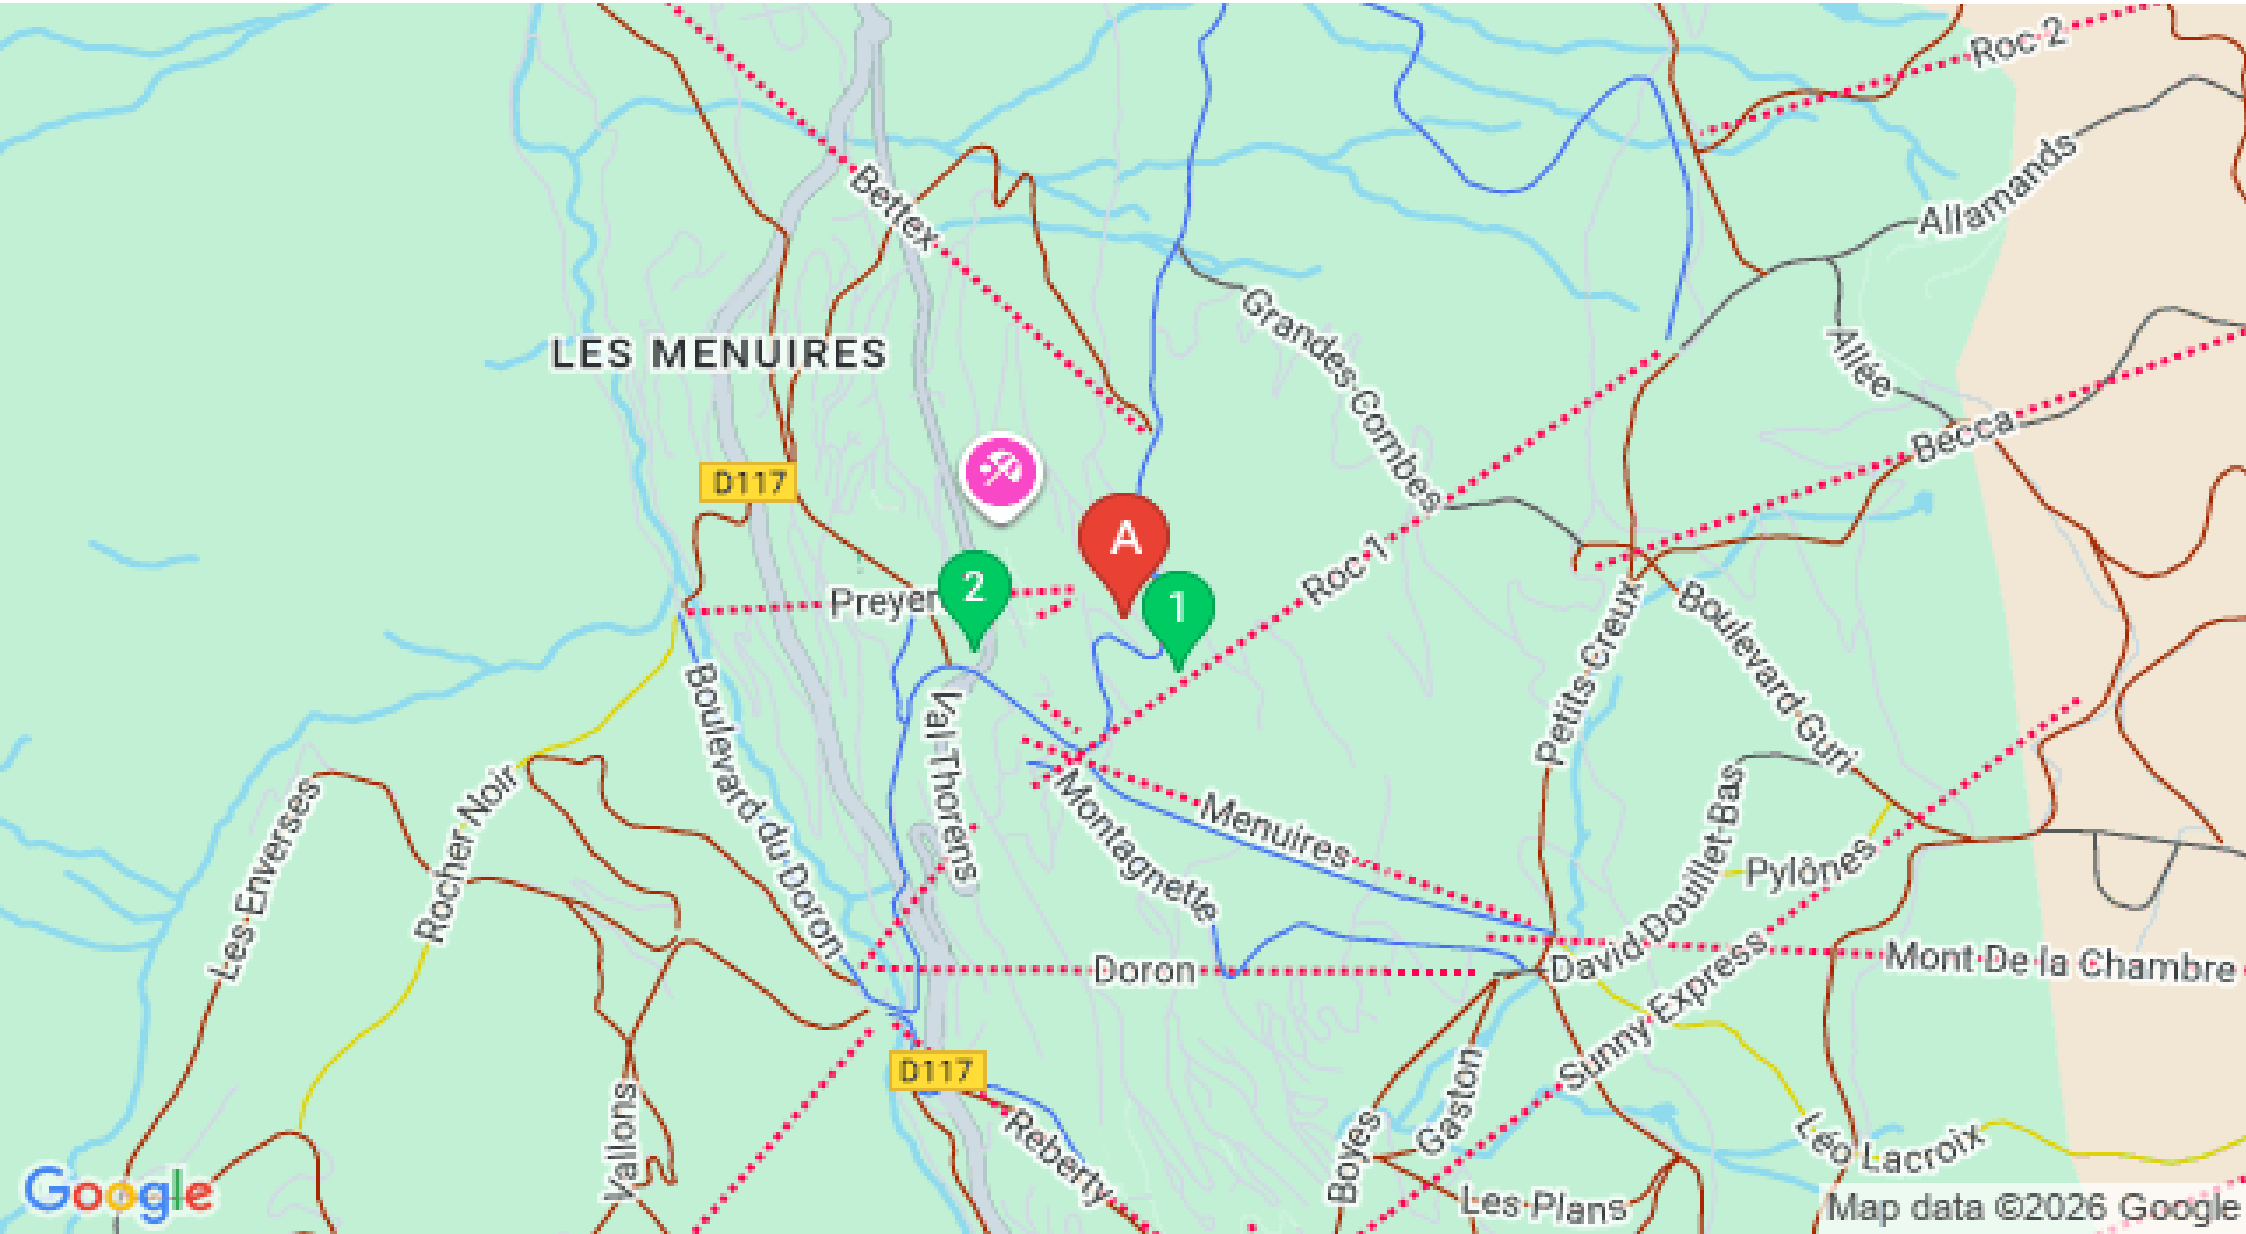 Roc 2
Allamands
Bettex
Grandes Combes
LES MENUIRES
Allée
Becca
D117
A
Roc 1
2
1
Preyer
Petits Creux
Boulevard Guri
Boulevard du Doron
Val Thorens
Rocher Noir
Les Enverses
Montagnette
Menuires
David Douillet Bas
Pylônes
Doron
Mont De la Chambre
Sunny Express
D117
Gaston
Boyes
Reberty
Vallons
Léo Lacroix
Les Plans
Google
Map data ©2026 Google